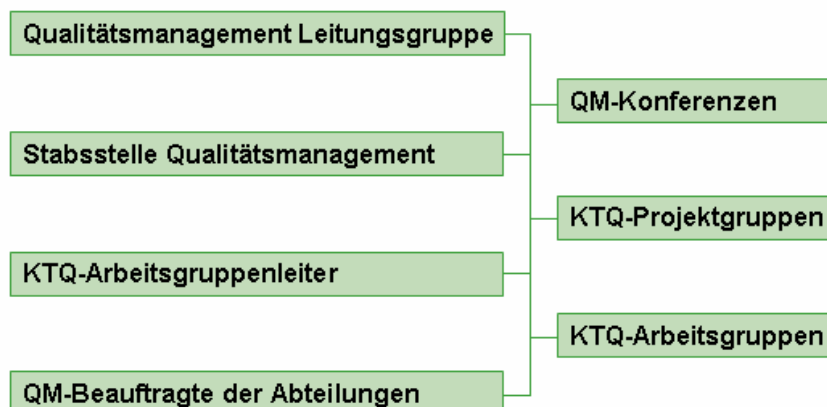 Qualitätsmanagement Leitungsgruppe
QM-Konferenzen
Stabsstelle Qualitätsmanagement
KTQ-Projektgruppen
KTQ-Arbeitsgruppenleiter
KTQ-Arbeitsgruppen
QM-Beauftragte der Abteilungen